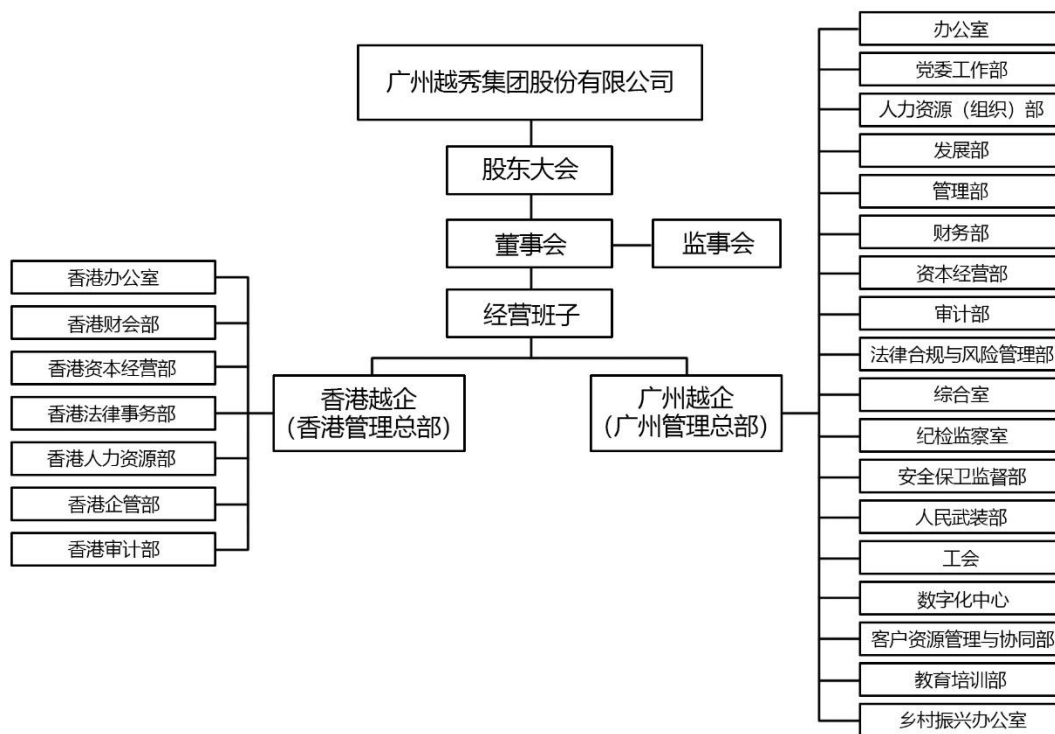 广州越秀集团股份有限公司
股东大会
董事会
监事会
经营班子
香港越企
（香港管理总部）
广州越企
（广州管理总部）
香港办公室
香港财会部
香港资本经营部
香港法律事务部
香港人力资源部
香港企管部
香港审计部
办公室
党委工作部
人力资源（组织）部
发展部
管理部
财务部
资本经营部
审计部
法律合规与风险管理部
综合室
纪检监察室
安全保卫监督部
人民武装部
工会
数字化中心
客户资源管理与协同部
教育培训部
乡村振兴办公室